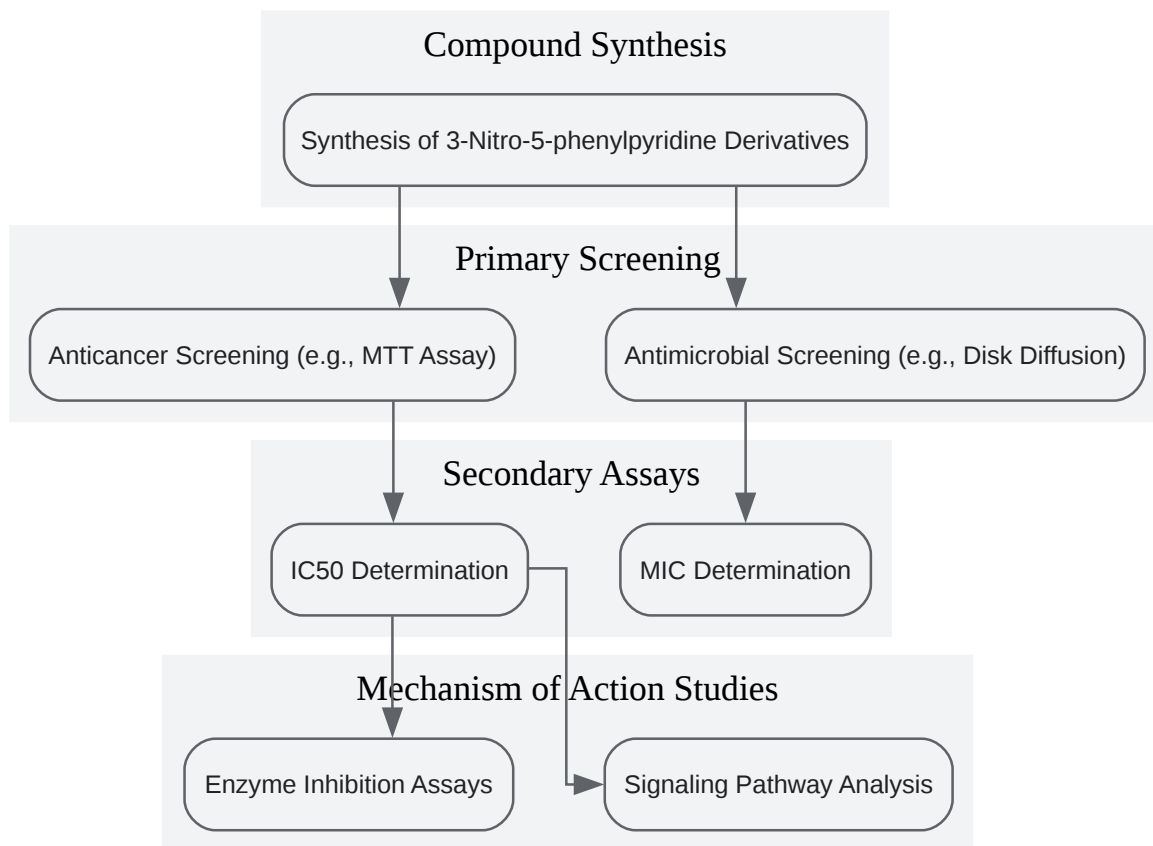 Compound Synthesis
Synthesis of 3-Nitro-5-phenylpyridine Derivatives
Primary Screening
Anticancer Screening (e.g., MTT Assay)
Antimicrobial Screening (e.g., Disk Diffusion)
Secondary Assays
IC50 Determination
MIC Determination
Mechanism of Action Studies
Enzyme Inhibition Assays
Signaling Pathway Analysis